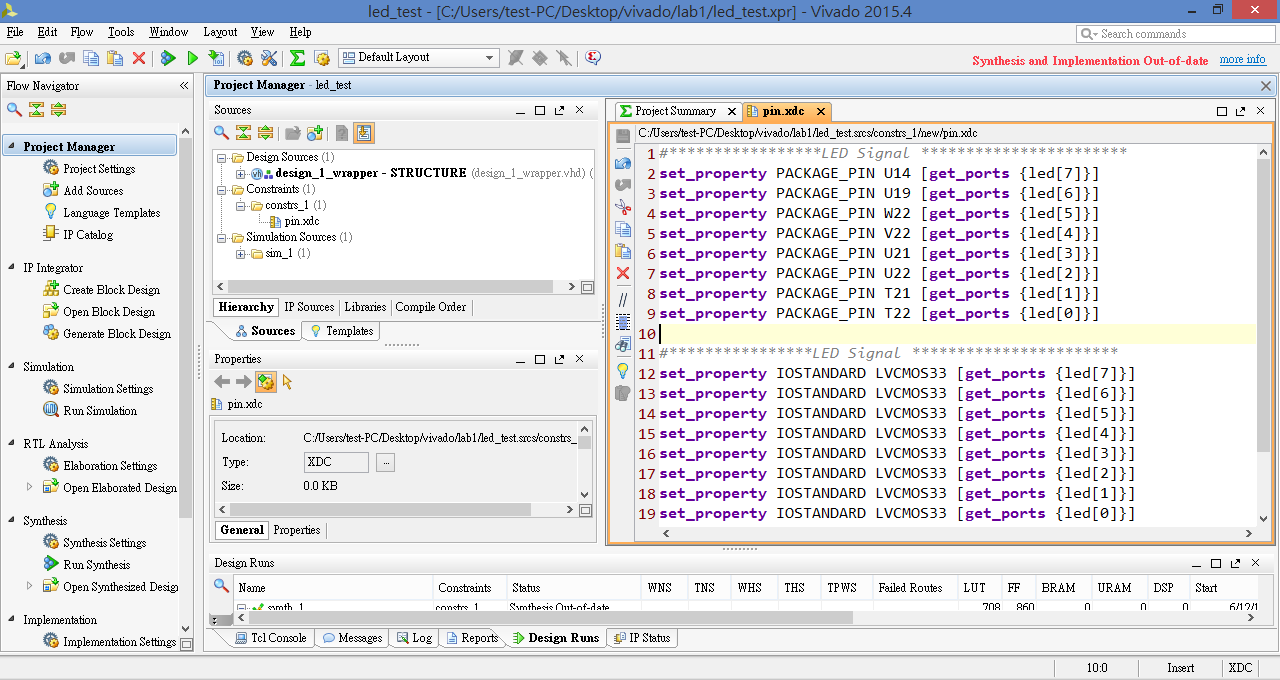 led_test - [C:/Users/test-PC/Desktop/vivado/lab1/led_test.xpr] - Vivado 2015.4
File Edit Flow Tools Window Layout View Help
Search commands
Default Layout
Synthesis and Implementation Out-of-date more info
Flow Navigator
Project Manager
Project Settings
Add Sources
Language Templates
IP Catalog
IP Integrator
Create Block Design
Open Block Design
Generate Block Design
Simulation
Simulation Settings
Run Simulation
RTL Analysis
Elaboration Settings
Open Elaborated Design
Synthesis
Synthesis Settings
Run Synthesis
Open Synthesized Desig
Implementation
Implementation Settings
Project Manager - led_test
Sources
Design Sources (1)
design_1_wrapper - STRUCTURE (design_1_wrapper.vhd) (
Constraints (1)
constrs_1 (1)
pin.xdc
Simulation Sources (1)
sim_1 (1)
Hierarchy IP Sources Libraries Compile Order
Sources Templates
Properties
pin.xdc
Location: C:/Users/test-PC/Desktop/vivado/lab1/led_test.srcs/constrs_
Type: XDC ...
Size: 0.0 KB
General Properties
Project Summary pin.xdc
C:/Users/test-PC/Desktop/vivado/lab1/led_test.srcs/constrs_1/new/pin.xdc
1 #*****************LED Signal ***********************
2 set_property PACKAGE_PIN U14 [get_ports {led[7]}]
3 set_property PACKAGE_PIN U19 [get_ports {led[6]}]
4 set_property PACKAGE_PIN W22 [get_ports {led[5]}]
5 set_property PACKAGE_PIN V22 [get_ports {led[4]}]
6 set_property PACKAGE_PIN U21 [get_ports {led[3]}]
7 set_property PACKAGE_PIN U22 [get_ports {led[2]}]
8 set_property PACKAGE_PIN T21 [get_ports {led[1]}]
9 set_property PACKAGE_PIN T22 [get_ports {led[0]}]
10
11 #****************LED Signal ***********************
12 set_property IOSTANDARD LVCMOS33 [get_ports {led[7]}]
13 set_property IOSTANDARD LVCMOS33 [get_ports {led[6]}]
14 set_property IOSTANDARD LVCMOS33 [get_ports {led[5]}]
15 set_property IOSTANDARD LVCMOS33 [get_ports {led[4]}]
16 set_property IOSTANDARD LVCMOS33 [get_ports {led[3]}]
17 set_property IOSTANDARD LVCMOS33 [get_ports {led[2]}]
18 set_property IOSTANDARD LVCMOS33 [get_ports {led[1]}]
19 set_property IOSTANDARD LVCMOS33 [get_ports {led[0]}]
Design Runs
Name Constraints Status WNS TNS WHS THS TPWS Failed Routes LUT FF BRAM URAM DSP Start
synth_1 constrs_1 Synthesis Out-of-date 708 860 0 0 0 6/12/1
Tcl Console Messages Log Reports Design Runs IP Status
10:0 Insert XDC